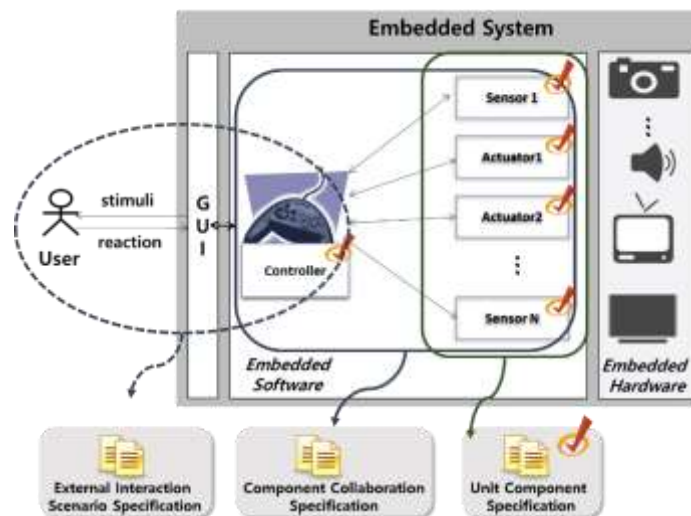 Embedded System
Sensor 1
Actuator1
Actuator2
Sensor N
stimuli
reaction
User
G
U
I
Controller
Embedded
Software
Embedded
Hardware
External Interaction
Scenario Specification
Component Collaboration
Specification
Unit Component
Specification